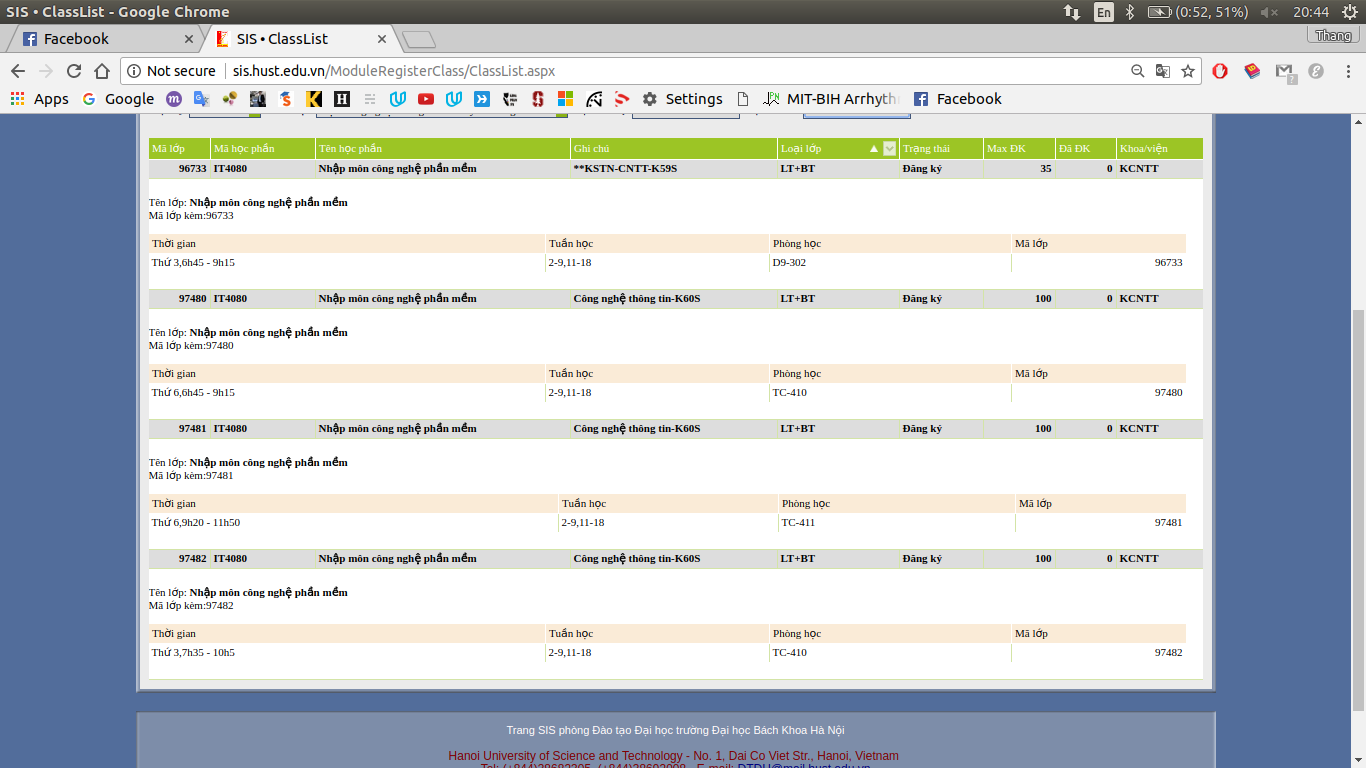 SIS • ClassList - Google Chrome
En
(0:52, 51%)
20:44
Facebook
SIS • ClassList
Thang
Not secure
sis.hust.edu.vn/ModuleRegisterClass/ClassList.aspx
Apps Google Settings MIT-BIH Arrhyth Facebook
Mã lớp Mã học phần Tên học phần Ghi chú Loại lớp Trạng thái Max ĐK Đã ĐK Khoa/viện
96733 IT4080 Nhập môn công nghệ phần mềm **KSTN-CNTT-K59S LT+BT Đăng ký 35 0 KCNTT
Tên lớp: Nhập môn công nghệ phần mềm
Mã lớp kèm:96733
Thời gian Tuần học Phòng học Mã lớp
Thứ 3,6h45 - 9h15 2-9,11-18 D9-302 96733
97480 IT4080 Nhập môn công nghệ phần mềm Công nghệ thông tin-K60S LT+BT Đăng ký 100 0 KCNTT
Tên lớp: Nhập môn công nghệ phần mềm
Mã lớp kèm:97480
Thời gian Tuần học Phòng học Mã lớp
Thứ 6,6h45 - 9h15 2-9,11-18 TC-410 97480
97481 IT4080 Nhập môn công nghệ phần mềm Công nghệ thông tin-K60S LT+BT Đăng ký 100 0 KCNTT
Tên lớp: Nhập môn công nghệ phần mềm
Mã lớp kèm:97481
Thời gian Tuần học Phòng học Mã lớp
Thứ 6,9h20 - 11h50 2-9,11-18 TC-411 97481
97482 IT4080 Nhập môn công nghệ phần mềm Công nghệ thông tin-K60S LT+BT Đăng ký 100 0 KCNTT
Tên lớp: Nhập môn công nghệ phần mềm
Mã lớp kèm:97482
Thời gian Tuần học Phòng học Mã lớp
Thứ 3,7h35 - 10h5 2-9,11-18 TC-410 97482
Trang SIS phòng Đào tạo Đại học trường Đại học Bách Khoa Hà Nội
Hanoi University of Science and Technology - No. 1, Dai Co Viet Str., Hanoi, Vietnam